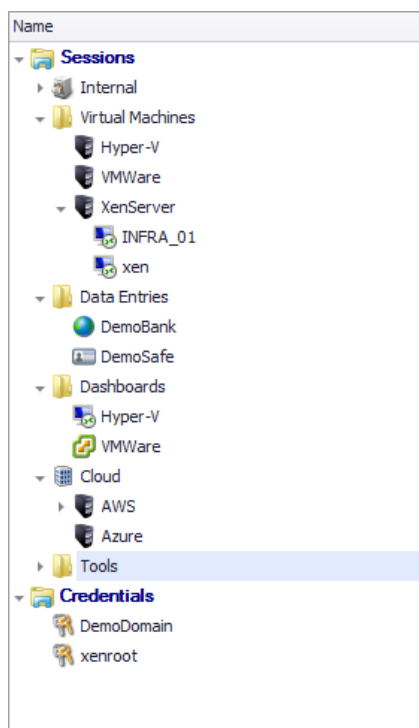 Name
Sessions
Internal
Virtual Machines
Hyper-V
VMWare
XenServer
INFRA_01
xen
Data Entries
DemoBank
DemoSafe
Dashboards
Hyper-V
VMWare
Cloud
AWS
Azure
Tools
Credentials
DemoDomain
xenroot